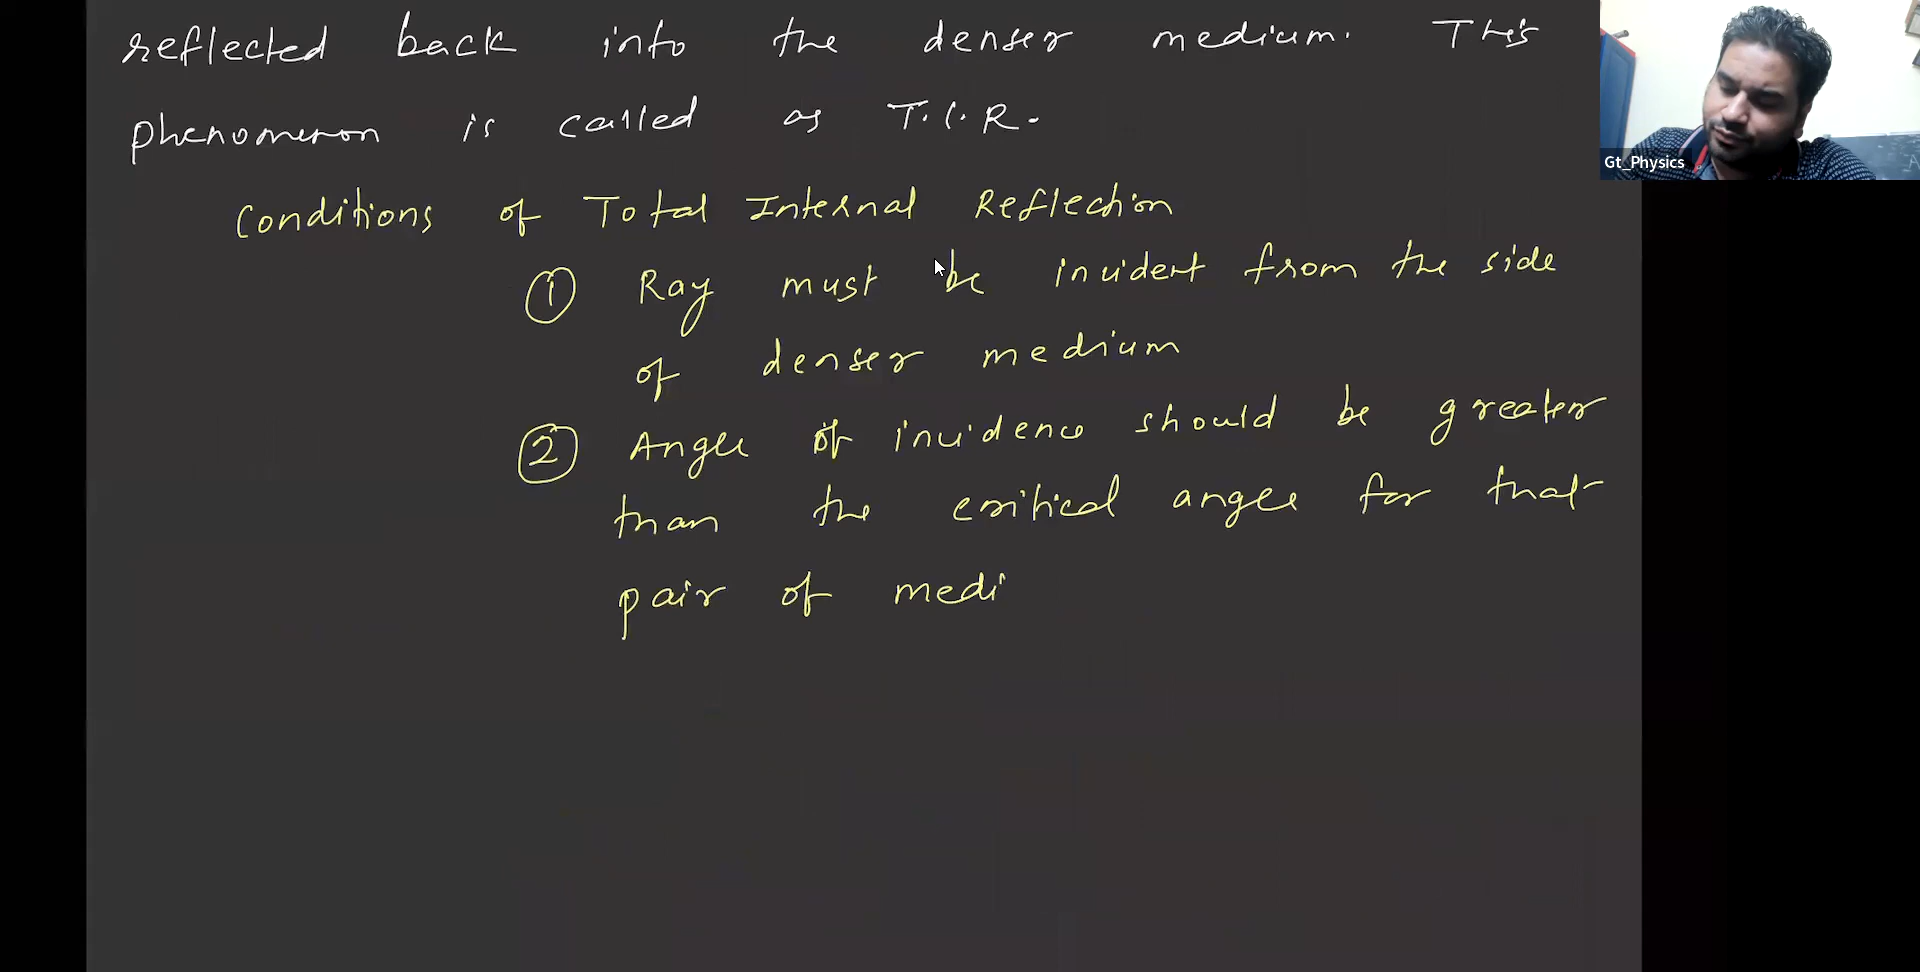 reflected back into the denser medium. This
phenomenon is called as T.I.R.
Gt_Physics
Conditions of Total Internal Reflection
① Ray must be incident from the side
of denser medium
② Angle of incidence should be greater
than the critical angle for that
pair of medi